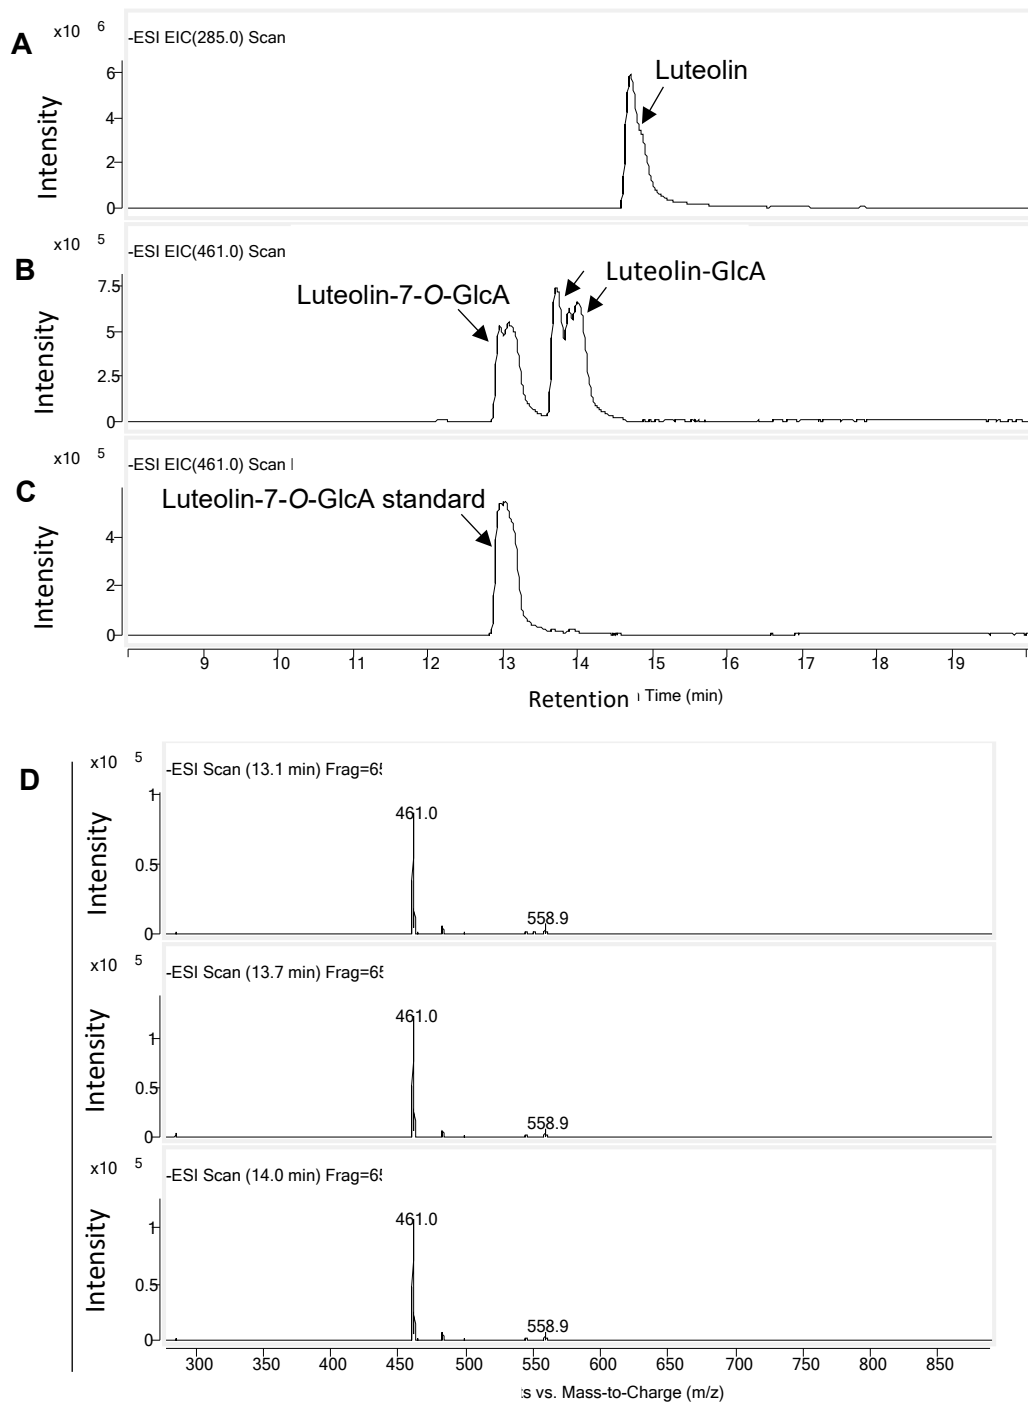 A
x10 6
-ESI EIC(285.0) Scan
Luteolin
Intensity
6
4
2
0
B
x10 5
-ESI EIC(461.0) Scan
Luteolin-7-O-GlcA
Luteolin-GlcA
Intensity
7.5
5
2.5
0
C
x10 5
-ESI EIC(461.0) Scan
Luteolin-7-O-GlcA standard
Intensity
4
2
0
9 10 11 12 13 14 15 16 17 18 19
Retention Time (min)
D
x10 5
-ESI Scan (13.1 min) Frag=65
Intensity
1
0.5
0
461.0
558.9
x10 5
-ESI Scan (13.7 min) Frag=65
Intensity
1
0.5
0
461.0
558.9
x10 5
-ESI Scan (14.0 min) Frag=65
Intensity
1
0.5
0
461.0
558.9
300 350 400 450 500 550 600 650 700 750 800 850
vs. Mass-to-Charge (m/z)